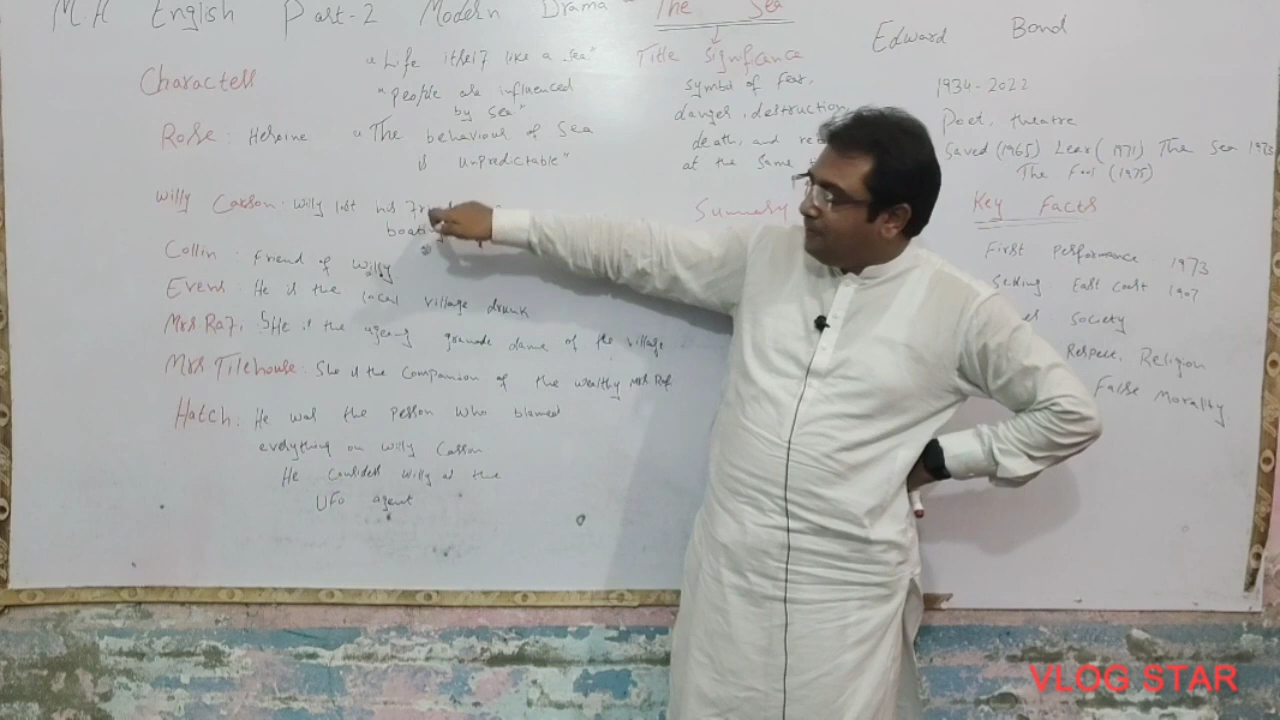 M.A English Part-2 Modern Drama The Sea
Edward Bond
"Life itself like a sea"
Title significance
Characters
"people are influenced
by sea"
symbol of fear,
1934-2022
Rose: Heroine
"The behaviour of sea
is unpredictable"
danger, destruction,
death, and
at the same
Poet, theatre
Saved (1965) Lear (1971) The Sea 1973
The Fool (1975)
Willy Carson: Willy lost his
Summary
Key Facts
Collin: Friend of Willy
First performance: 1973
Evens: He is the local village drunk
Setting: East Coast 1907
Society
Mrs Raf: She is the ageing grande dame of the village
Respect, Religion
Mrs. Tilehouse: She is the companion of the wealthy Mrs Raf
False Morality
Hatch: He was the person who blamed
everything on Willy Carson
He considers Willy as the
UFO agent
VLOG STAR